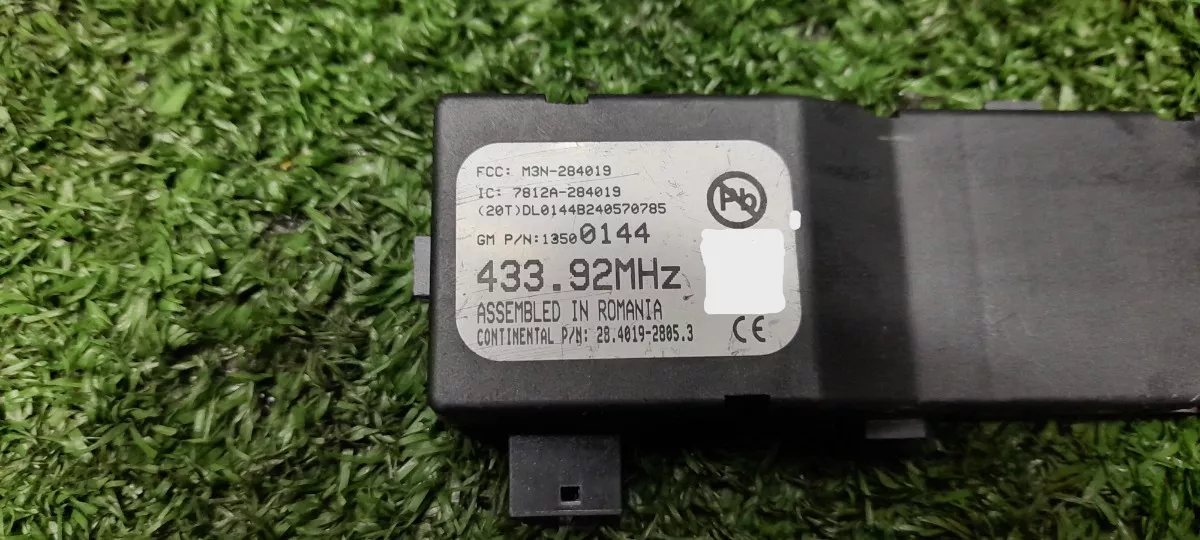 FCC: M3N-284019
IC: 7812A-284019
(20T)DL0144B240570785
Pb
GM P/N:13500144
433.92MHz
ASSEMBLED IN ROMANIA
CONTINENTAL P/N: 28.4019-2805.3
CE